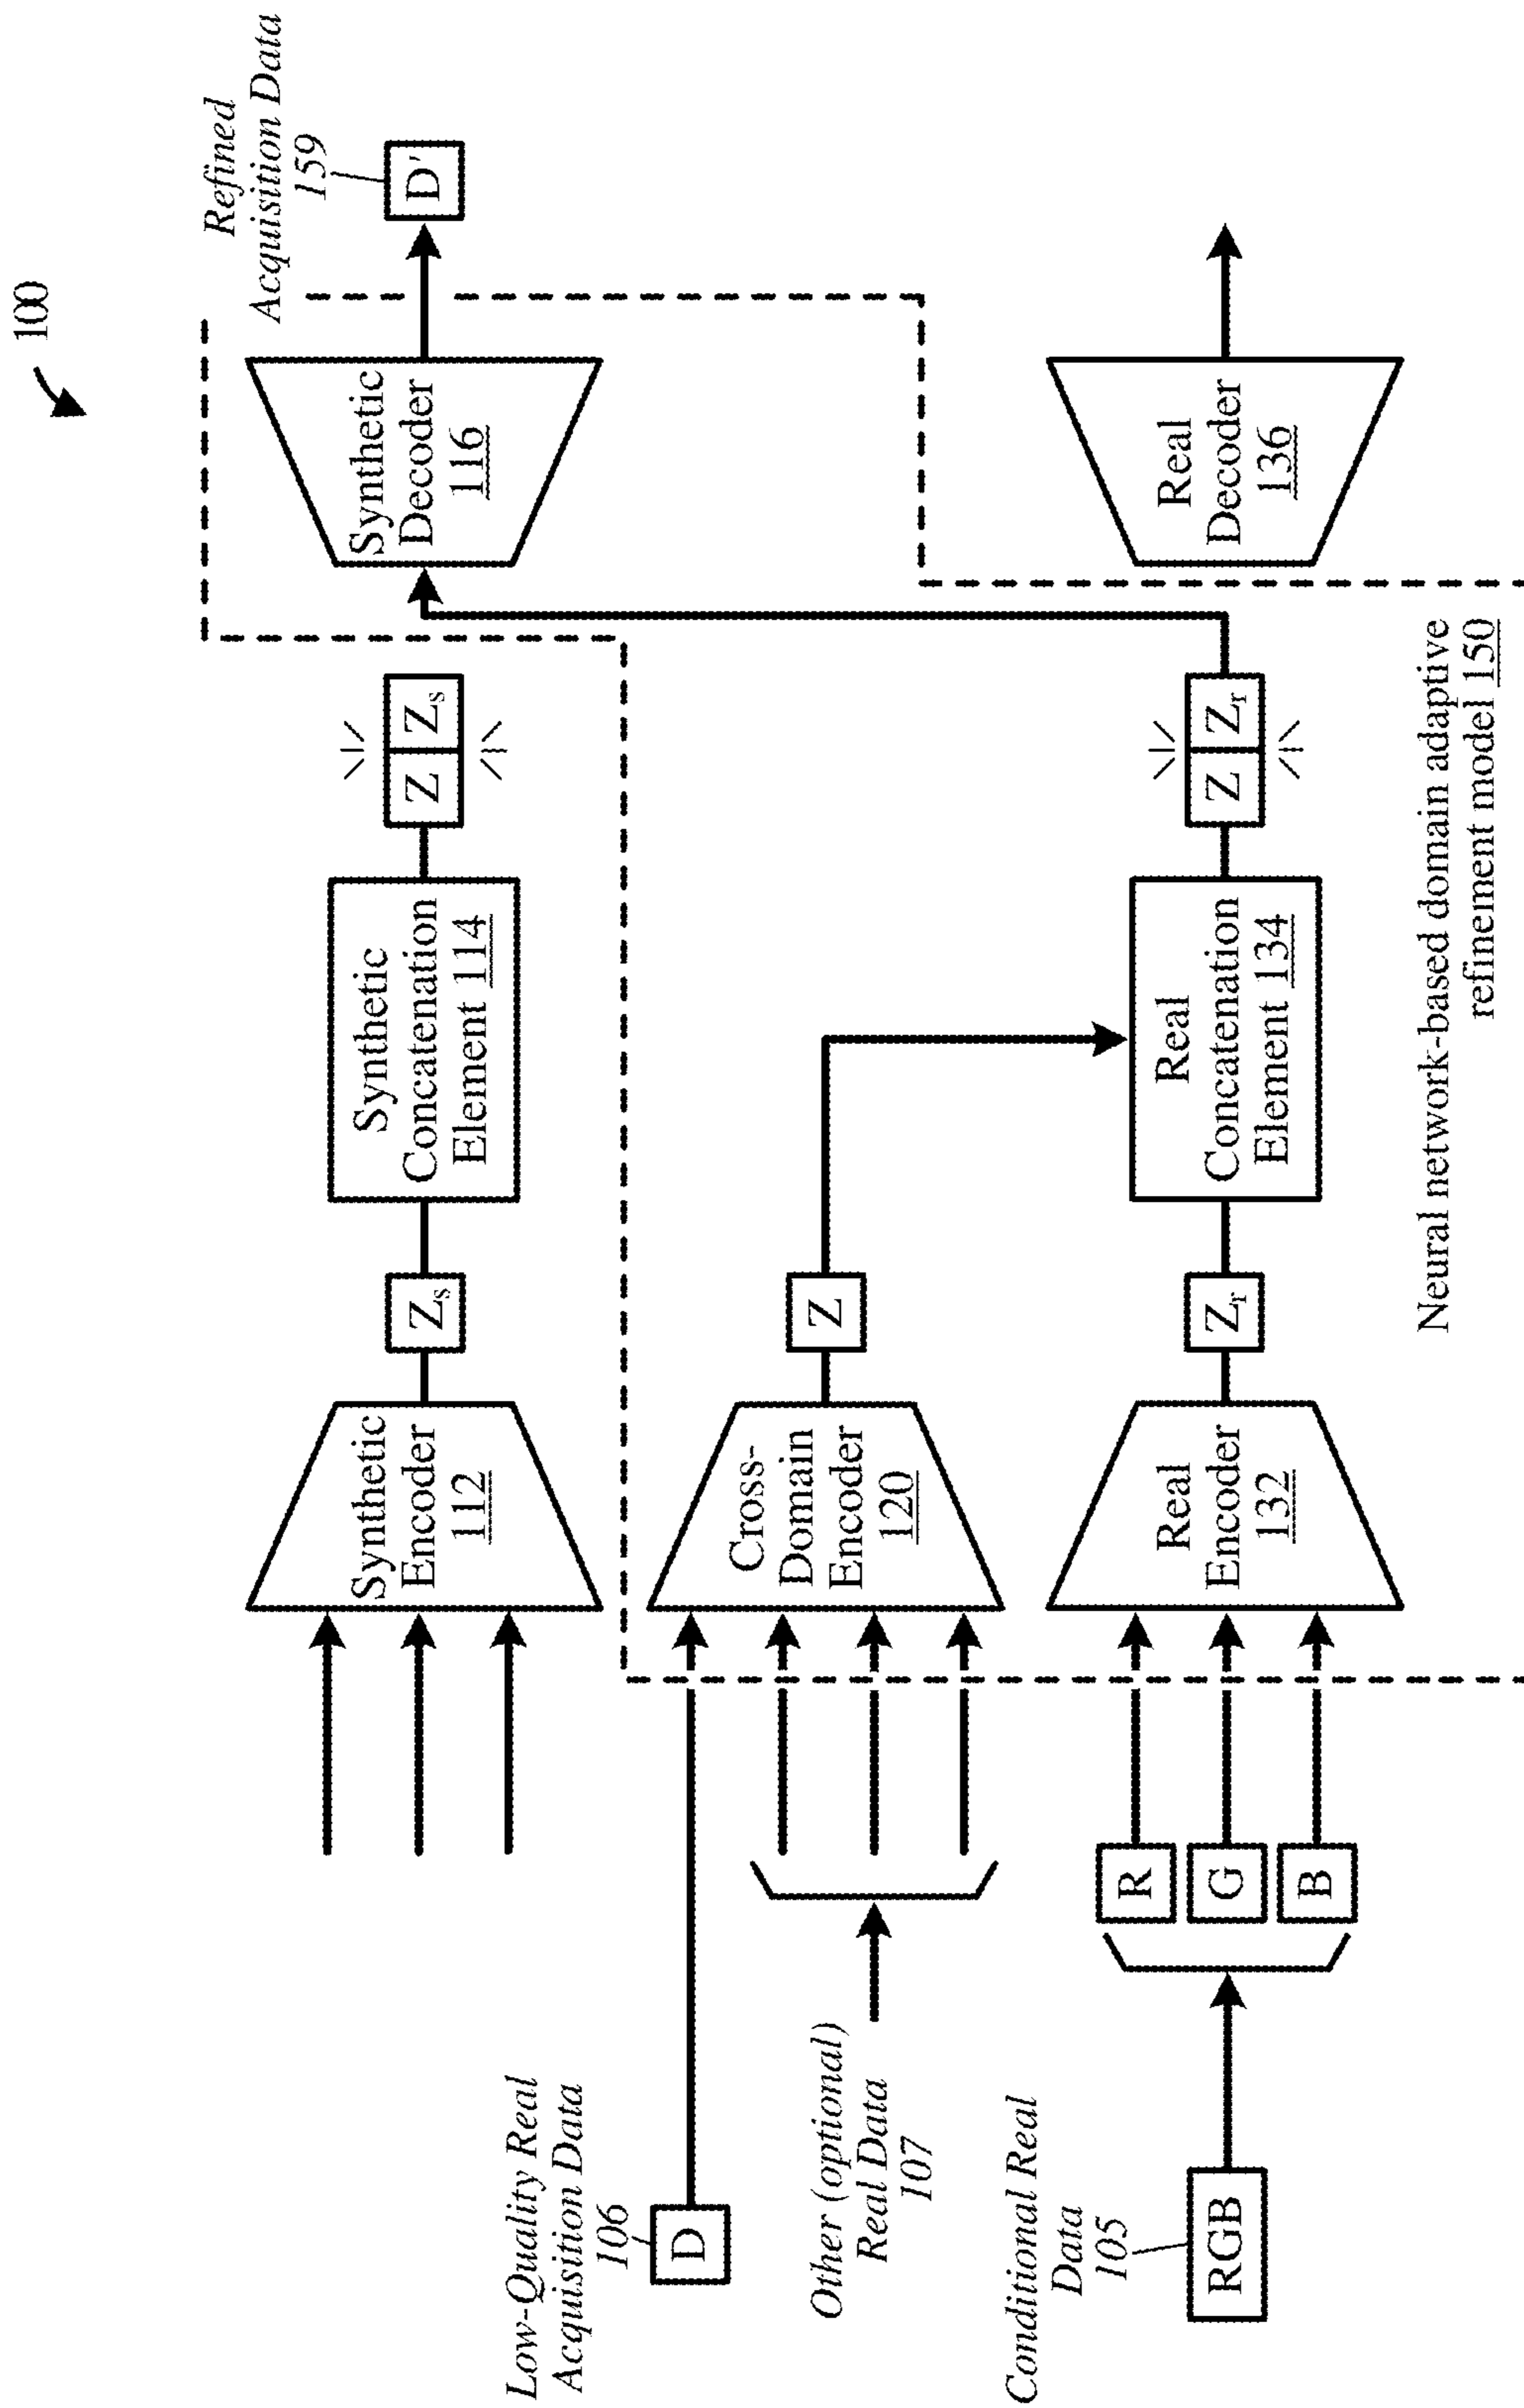 100
Refined
Acquisition Data
159
D'
Synthetic
Encoder
112
Zs
Synthetic
Concatenation
Element 114
Z Zs
Synthetic
Decoder
116
Low-Quality Real
Acquisition Data
106
D
Other (optional)
Real Data
107
Cross-
Domain
Encoder
120
Z
Conditional Real
Data
105
RGB
R
G
B
Real
Encoder
132
Zr
Real
Concatenation
Element 134
Z Zr
Real
Decoder
136
Neural network-based domain adaptive
refinement model 150